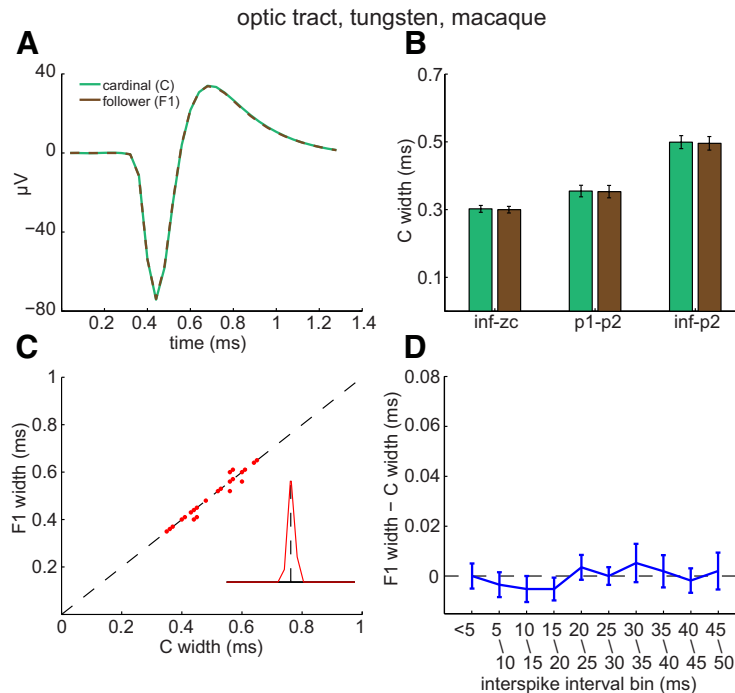 optic tract, tungsten, macaque
A
40
0
−40
−80
μV
cardinal (C)
follower (F1)
0.2 0.4 0.6 0.8 1 1.2 1.4
time (ms)
B
0.7
0.5
0.3
0.1
C width (ms)
inf-zc p1-p2 inf-p2
C
1
0.8
0.6
0.4
0.2
F1 width (ms)
0 0.2 0.4 0.6 0.8 1
C width (ms)
D
0.08
0.06
0.04
0.02
0
F1 width − C width (ms)
<5 5\10 10\15 15\20 20\25 25\30 30\35 35\40 40\45 45\50
interspike interval bin (ms)